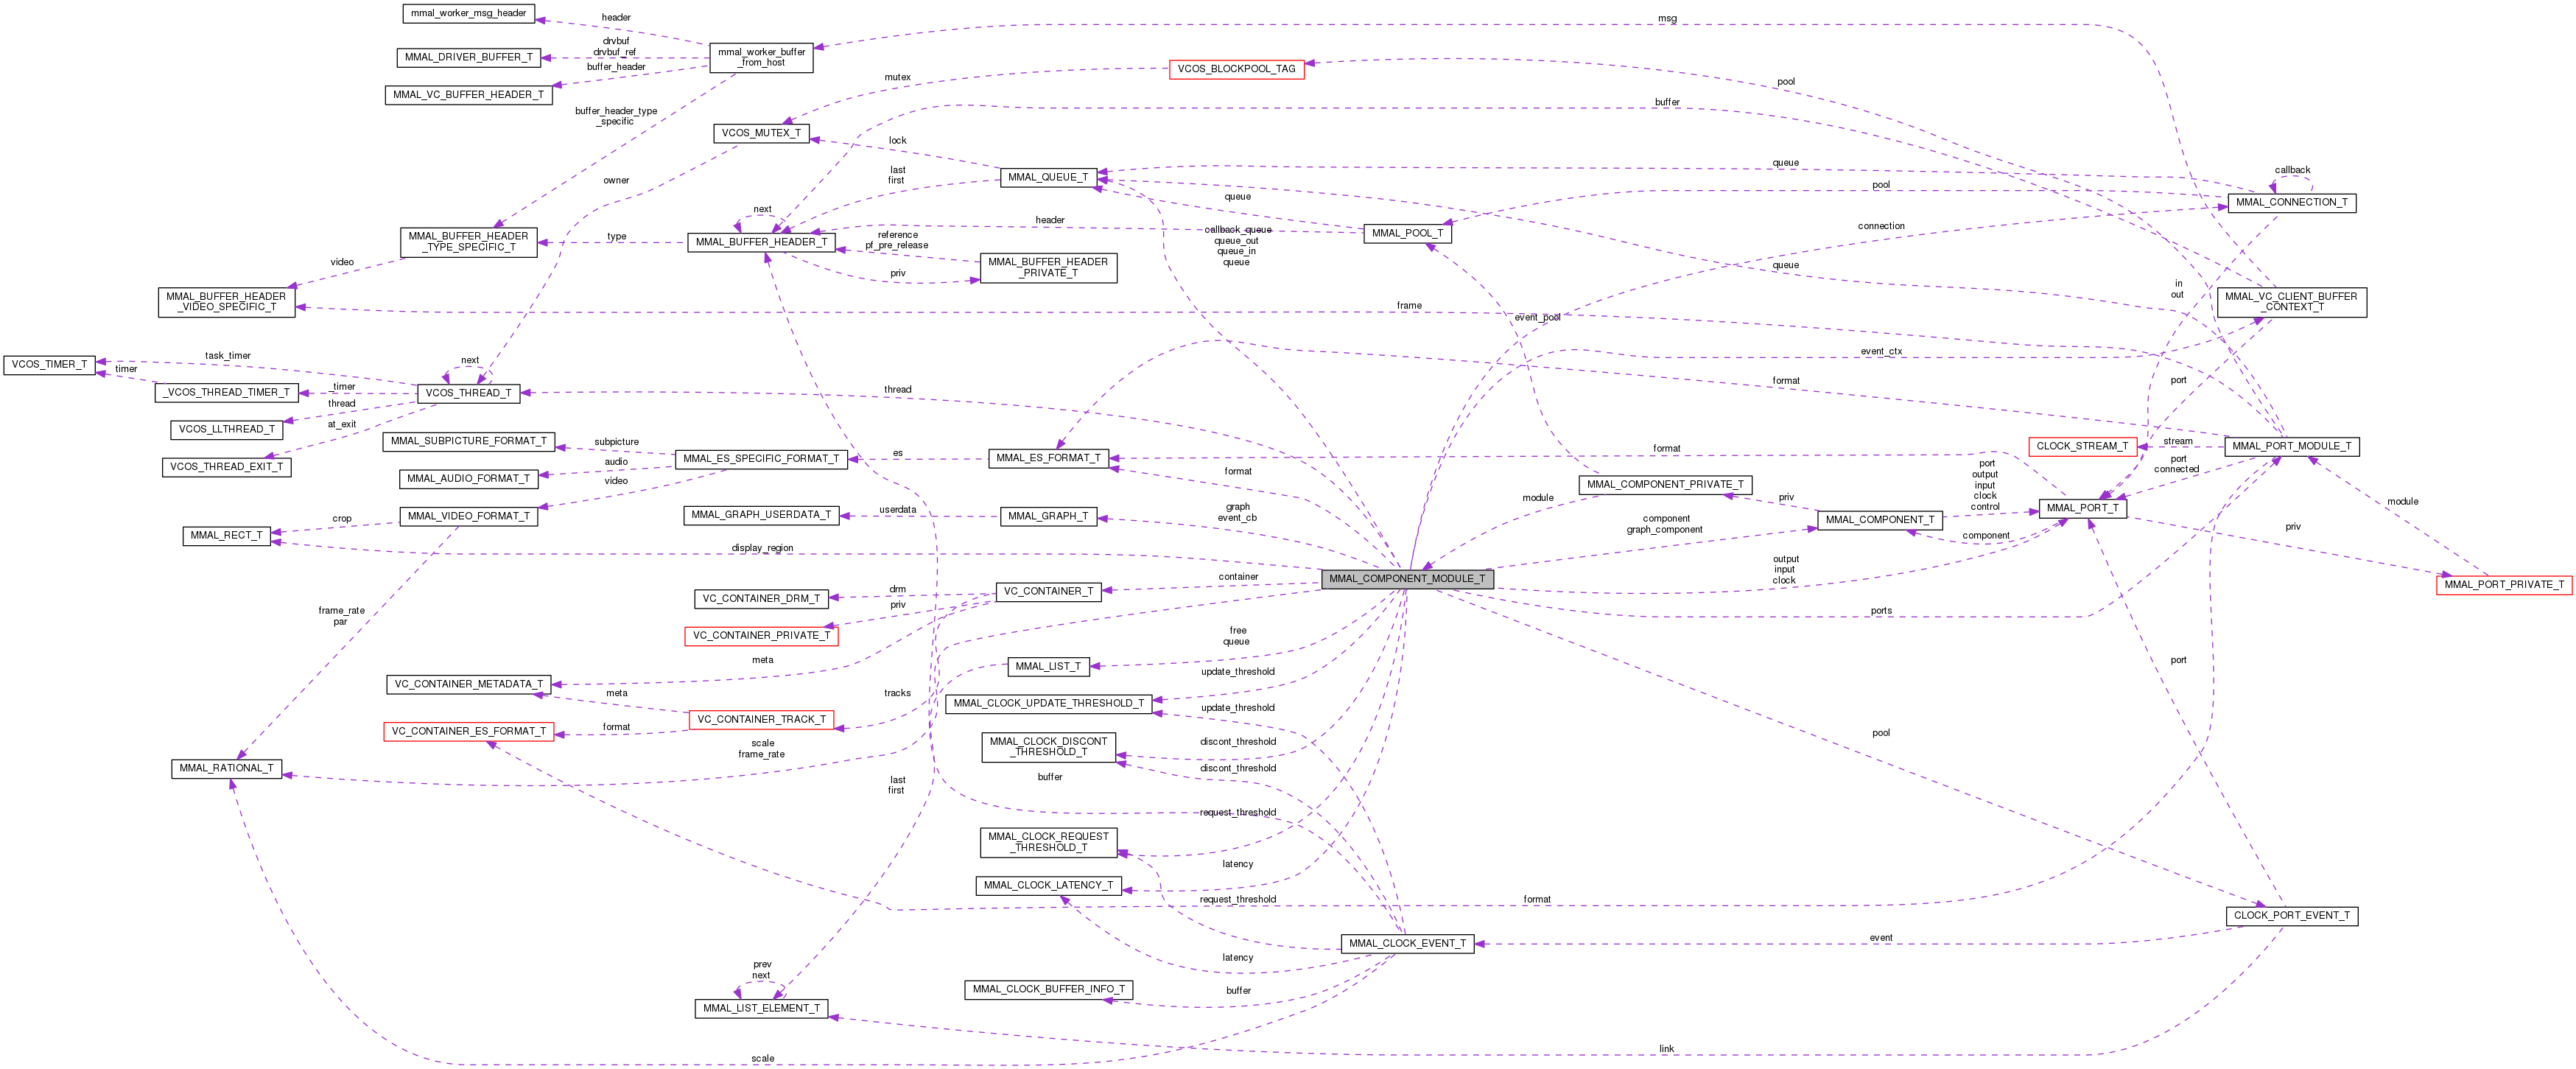 mmal_worker_msg_header
header
msg
drvbuf
drvbuf_ref
mmal_worker_buffer
_from_host
MMAL_DRIVER_BUFFER_T
buffer_header
VCOS_BLOCKPOOL_TAG
mutex
pool
MMAL_VC_BUFFER_HEADER_T
buffer
buffer_header_type
_specific
VCOS_MUTEX_T
lock
queue
callback
last
first
MMAL_QUEUE_T
owner
pool
queue
MMAL_CONNECTION_T
next
header
MMAL_BUFFER_HEADER
_TYPE_SPECIFIC_T
type
MMAL_BUFFER_HEADER_T
reference
pf_pre_release
callback_queue
queue_out
queue_in
queue
MMAL_POOL_T
connection
video
priv
MMAL_BUFFER_HEADER
_PRIVATE_T
queue
in
out
MMAL_BUFFER_HEADER
_VIDEO_SPECIFIC_T
frame
event_pool
MMAL_VC_CLIENT_BUFFER
_CONTEXT_T
VCOS_TIMER_T
task_timer
timer
next
event_ctx
_VCOS_THREAD_TIMER_T
_timer
VCOS_THREAD_T
thread
format
port
thread
VCOS_LLTHREAD_T
at_exit
VCOS_THREAD_EXIT_T
MMAL_SUBPICTURE_FORMAT_T
subpicture
MMAL_ES_SPECIFIC_FORMAT_T
es
MMAL_ES_FORMAT_T
format
CLOCK_STREAM_T
stream
MMAL_PORT_MODULE_T
MMAL_AUDIO_FORMAT_T
audio
video
format
module
MMAL_COMPONENT_PRIVATE_T
priv
port
output
input
clock
control
port
connected
module
MMAL_VIDEO_FORMAT_T
crop
MMAL_RECT_T
MMAL_GRAPH_USERDATA_T
userdata
MMAL_GRAPH_T
graph
event_cb
component
graph_component
MMAL_COMPONENT_T
MMAL_PORT_T
component
priv
display_region
MMAL_COMPONENT_MODULE_T
output
input
clock
MMAL_PORT_PRIVATE_T
container
VC_CONTAINER_DRM_T
drm
priv
VC_CONTAINER_T
VC_CONTAINER_PRIVATE_T
frame_rate
par
ports
meta
free
queue
MMAL_LIST_T
update_threshold
port
VC_CONTAINER_METADATA_T
meta
tracks
MMAL_CLOCK_UPDATE_THRESHOLD_T
update_threshold
VC_CONTAINER_TRACK_T
VC_CONTAINER_ES_FORMAT_T
format
pool
scale
frame_rate
MMAL_CLOCK_DISCONT
_THRESHOLD_T
discont_threshold
MMAL_RATIONAL_T
last
first
buffer
discont_threshold
request_threshold
MMAL_CLOCK_REQUEST
_THRESHOLD_T
latency
MMAL_CLOCK_LATENCY_T
request_threshold
format
CLOCK_PORT_EVENT_T
event
MMAL_CLOCK_EVENT_T
latency
prev
next
MMAL_CLOCK_BUFFER_INFO_T
buffer
MMAL_LIST_ELEMENT_T
link
scale